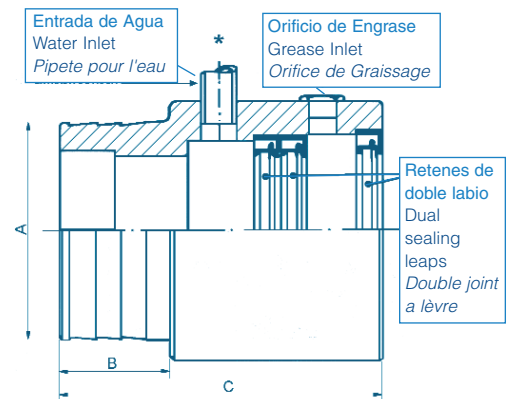 Entrada de Agua
Water Inlet
Pipete pour l'eau
*
Orificio de Engrase
Grease Inlet
Orifice de Graissage
Retenes de
doble labio
Dual
sealing
leaps
Double joint
a lèvre
A
B
C